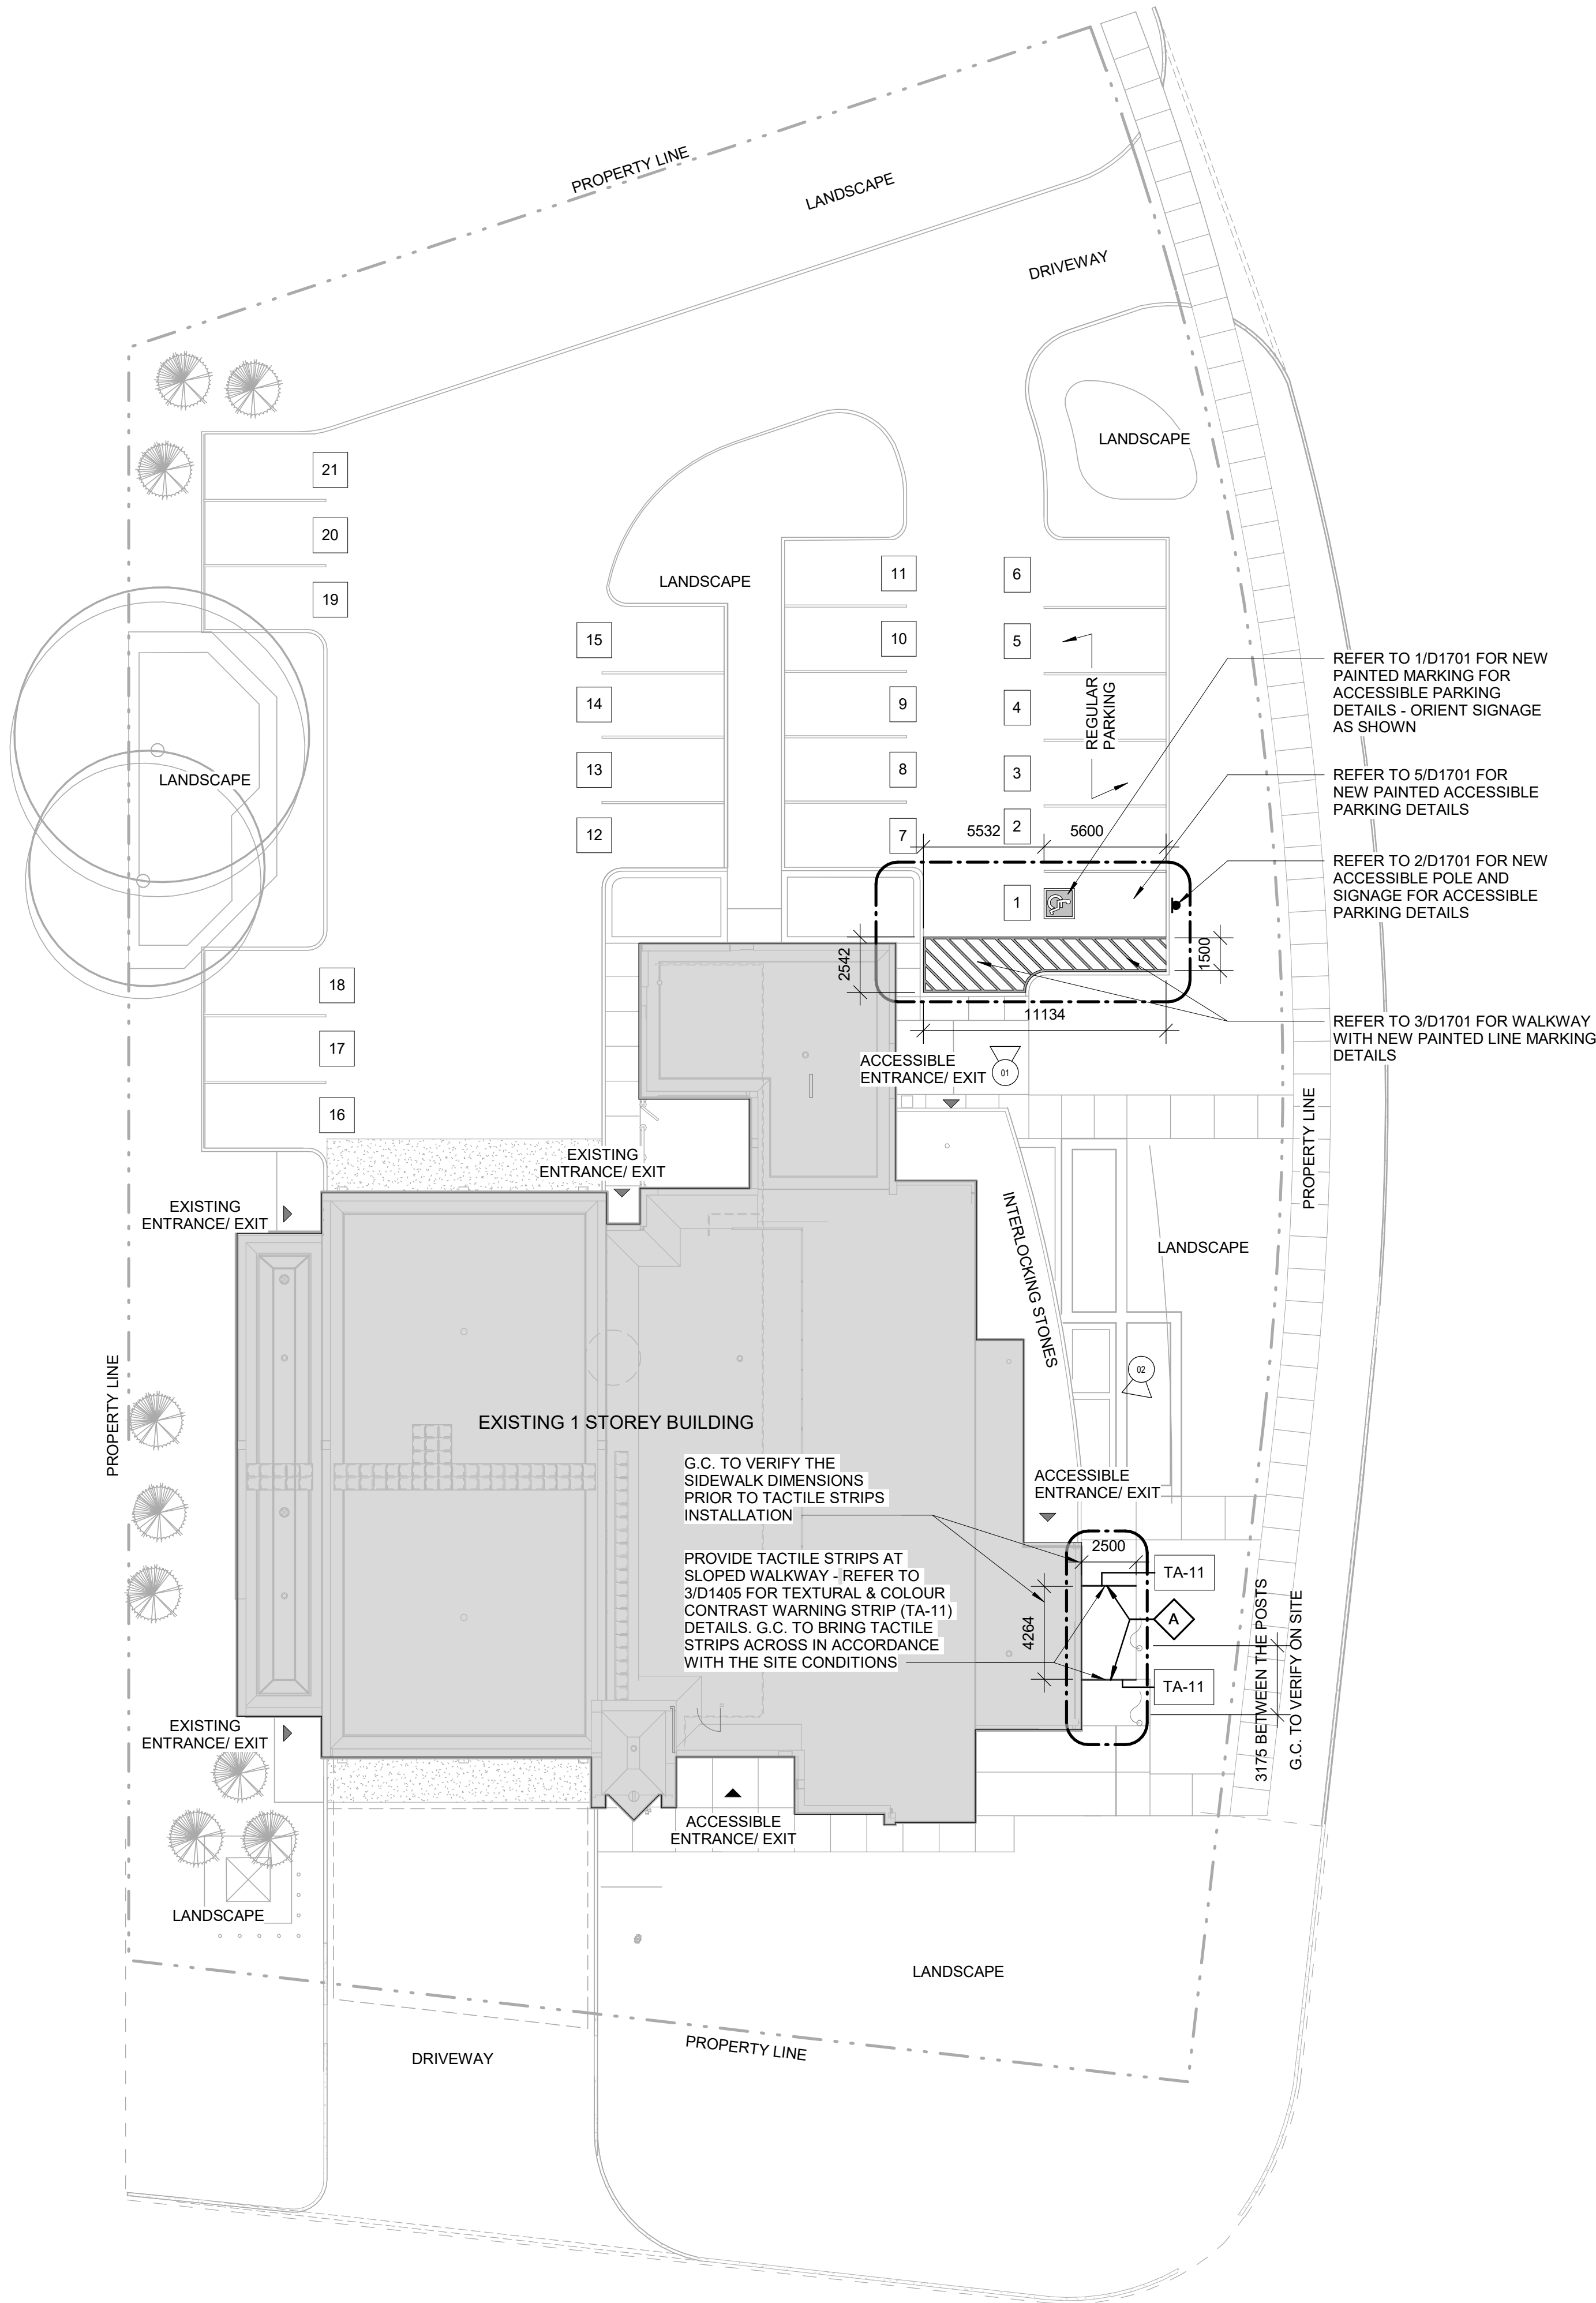 PROPERTY LINE
LANDSCAPE
DRIVEWAY
LANDSCAPE
21
20
19
LANDSCAPE
11
6
15
10
5
14
9
4
REGULAR
PARKING
13
8
3
12
7
2
5532
5600
1
LANDSCAPE
REFER TO 1/D1701 FOR NEW
PAINTED MARKING FOR
ACCESSIBLE PARKING
DETAILS - ORIENT SIGNAGE
AS SHOWN
REFER TO 5/D1701 FOR
NEW PAINTED ACCESSIBLE
PARKING DETAILS
REFER TO 2/D1701 FOR NEW
ACCESSIBLE POLE AND
SIGNAGE FOR ACCESSIBLE
PARKING DETAILS
2542
1500
11134
REFER TO 3/D1701 FOR WALKWAY
WITH NEW PAINTED LINE MARKING
DETAILS
18
17
16
ACCESSIBLE
ENTRANCE/ EXIT
01
PROPERTY LINE
EXISTING
ENTRANCE/ EXIT
EXISTING
ENTRANCE/ EXIT
INTERLOCKING STONES
LANDSCAPE
02
PROPERTY LINE
EXISTING 1 STOREY BUILDING
G.C. TO VERIFY THE
SIDEWALK DIMENSIONS
PRIOR TO TACTILE STRIPS
INSTALLATION
ACCESSIBLE
ENTRANCE/ EXIT
2500
TA-11
PROVIDE TACTILE STRIPS AT
SLOPED WALKWAY - REFER TO
3/D1405 FOR TEXTURAL & COLOUR
CONTRAST WARNING STRIP (TA-11)
DETAILS. G.C. TO BRING TACTILE
STRIPS ACROSS IN ACCORDANCE
WITH THE SITE CONDITIONS
4264
A
TA-11
3175 BETWEEN THE POSTS
G.C. TO VERIFY ON SITE
EXISTING
ENTRANCE/ EXIT
ACCESSIBLE
ENTRANCE/ EXIT
LANDSCAPE
LANDSCAPE
DRIVEWAY
PROPERTY LINE